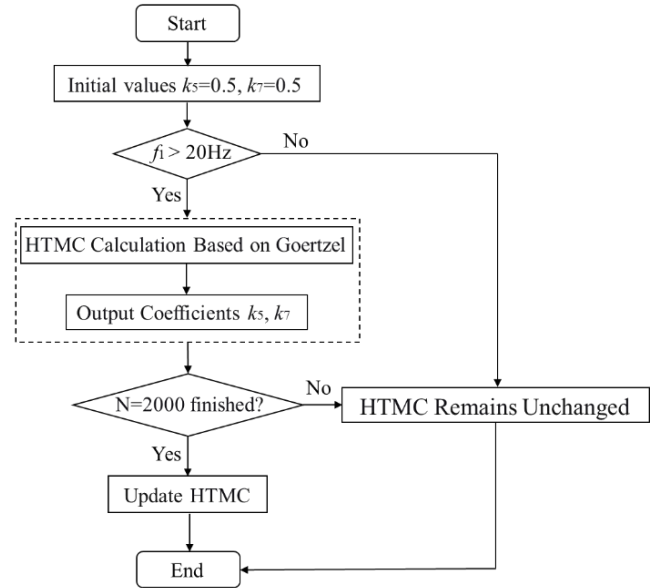 Start
Initial values k5=0.5, k7=0.5
f1 > 20Hz
No
Yes
HTMC Calculation Based on Goertzel
Output Coefficients k5, k7
N=2000 finished?
No
HTMC Remains Unchanged
Yes
Update HTMC
End